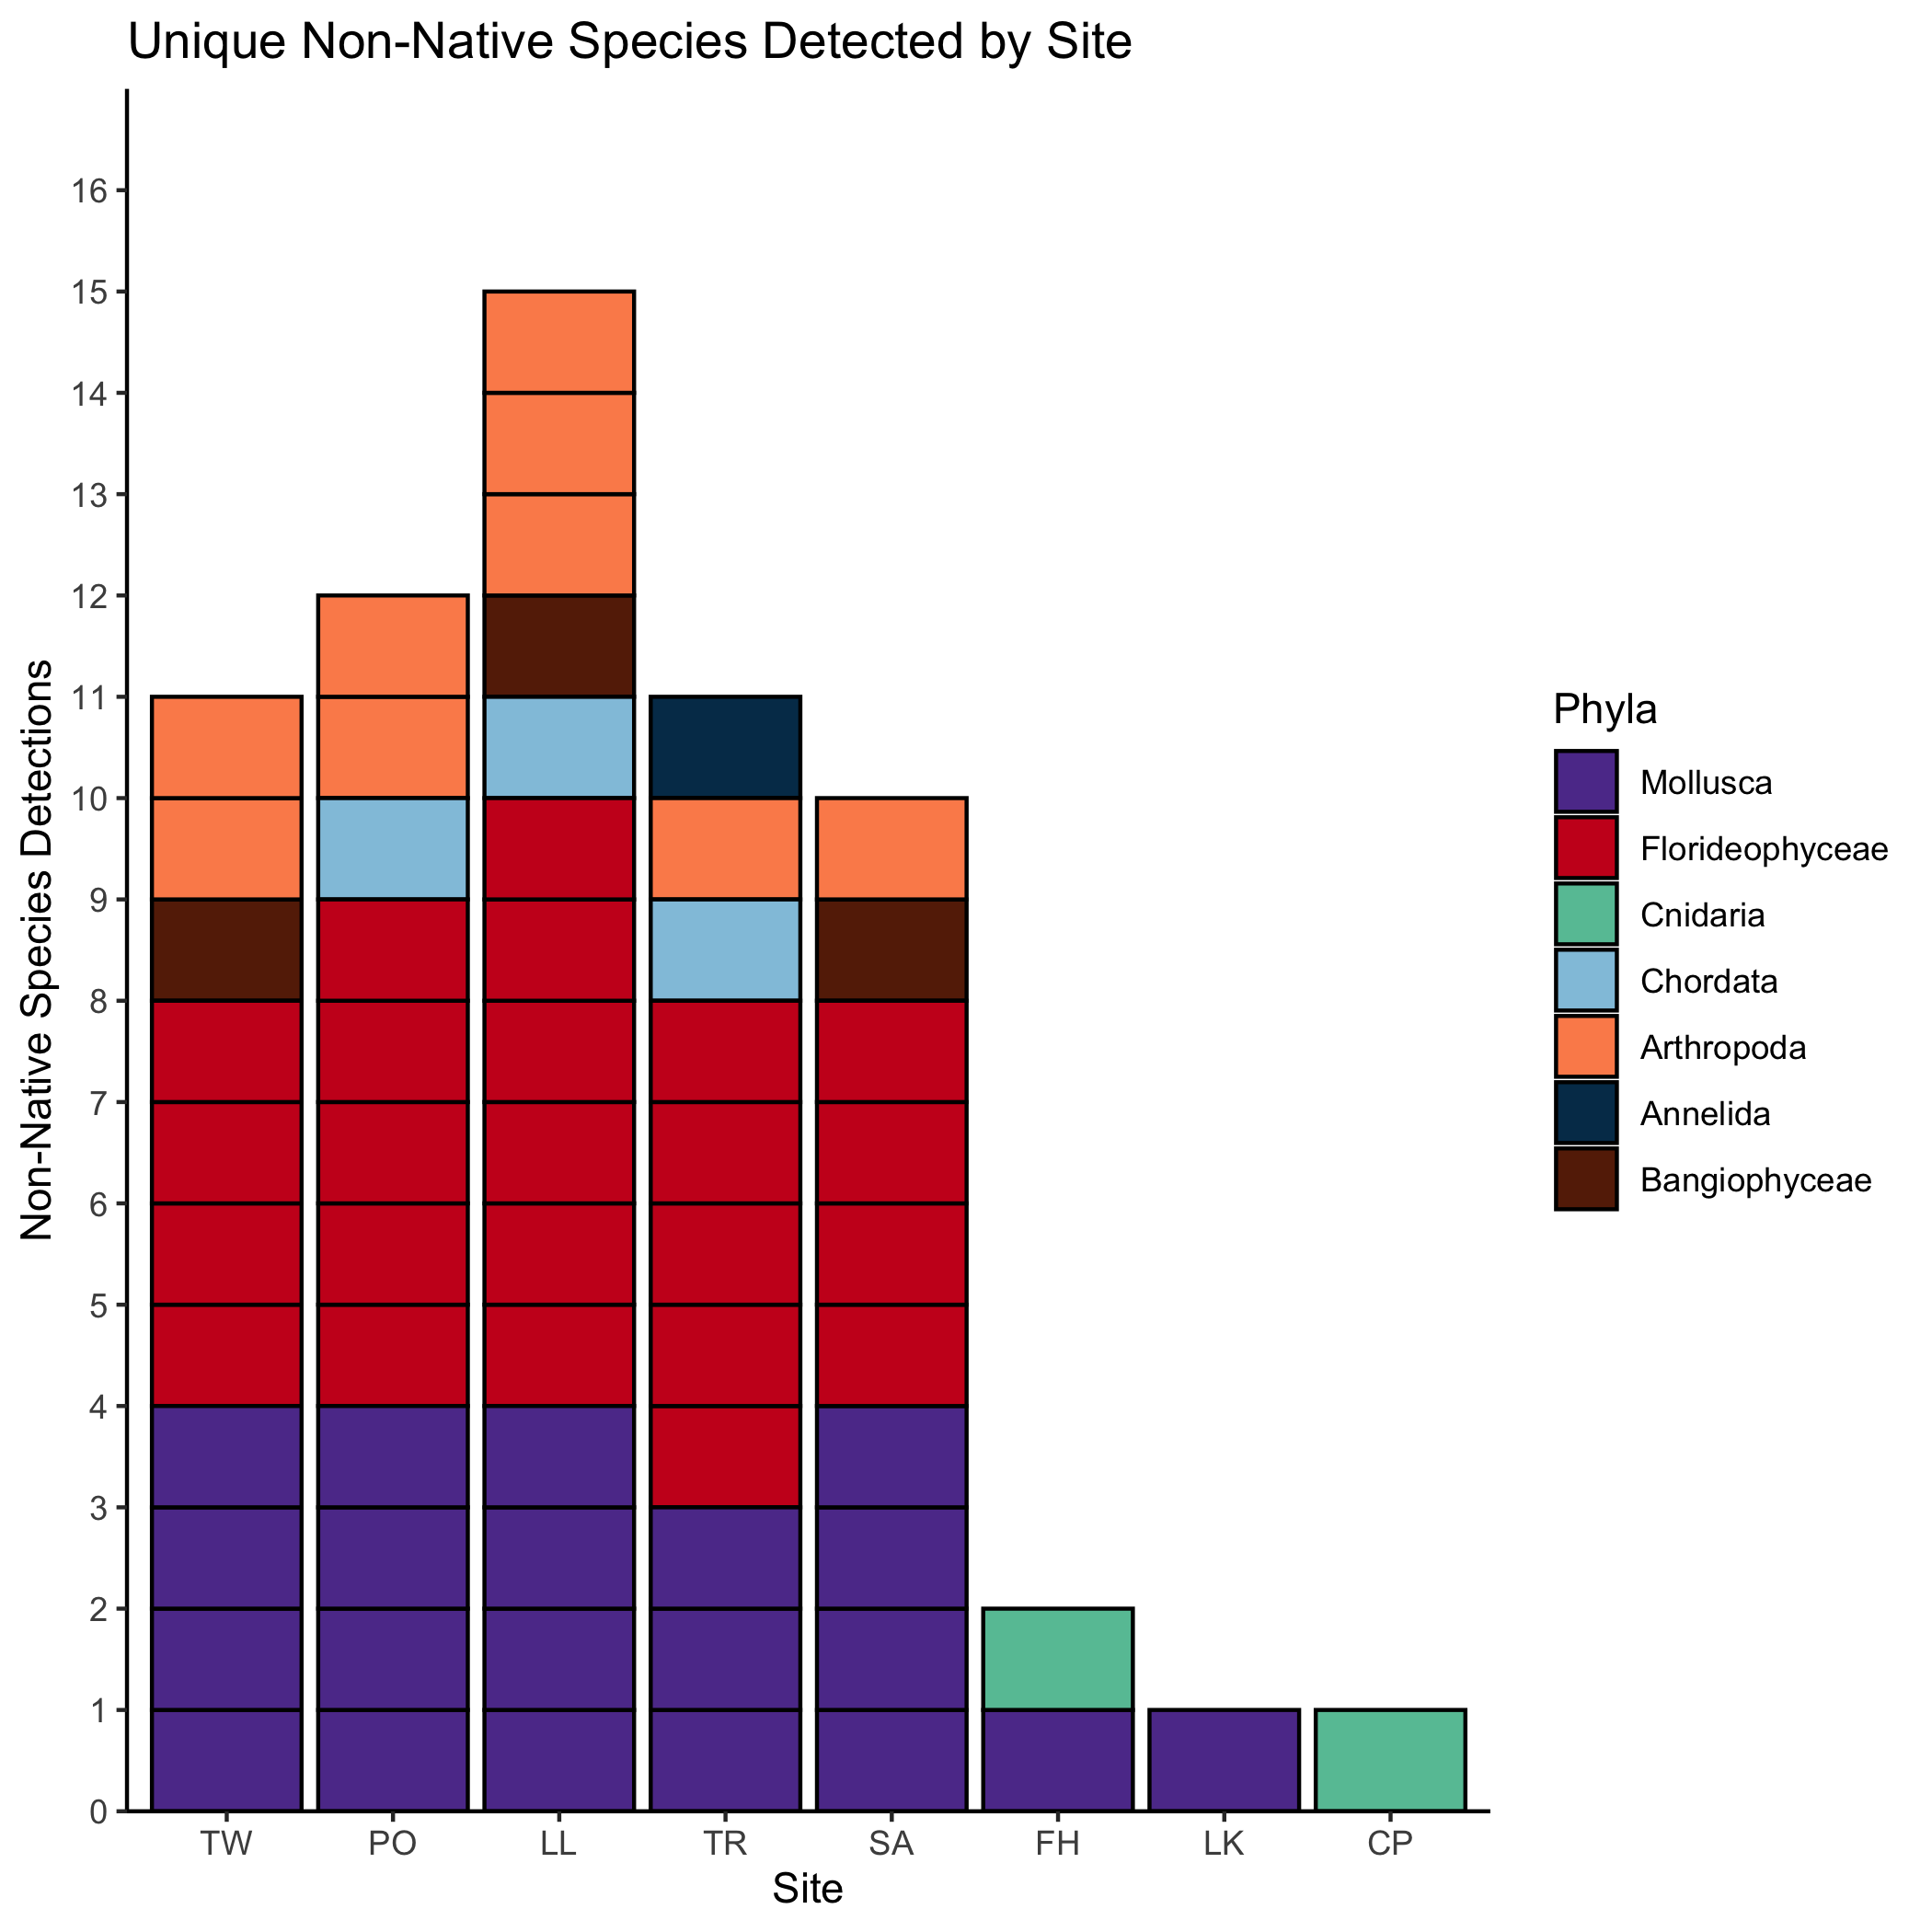 Unique Non-Native Species Detected by Site
Non-Native Species Detections
16
15
14
13
12
11
10
9
8
7
6
5
4
3
2
1
0
TW PO LL TR SA FH LK CP
Site
Phyla
Mollusca
Florideophyceae
Cnidaria
Chordata
Arthropoda
Annelida
Bangiophyceae